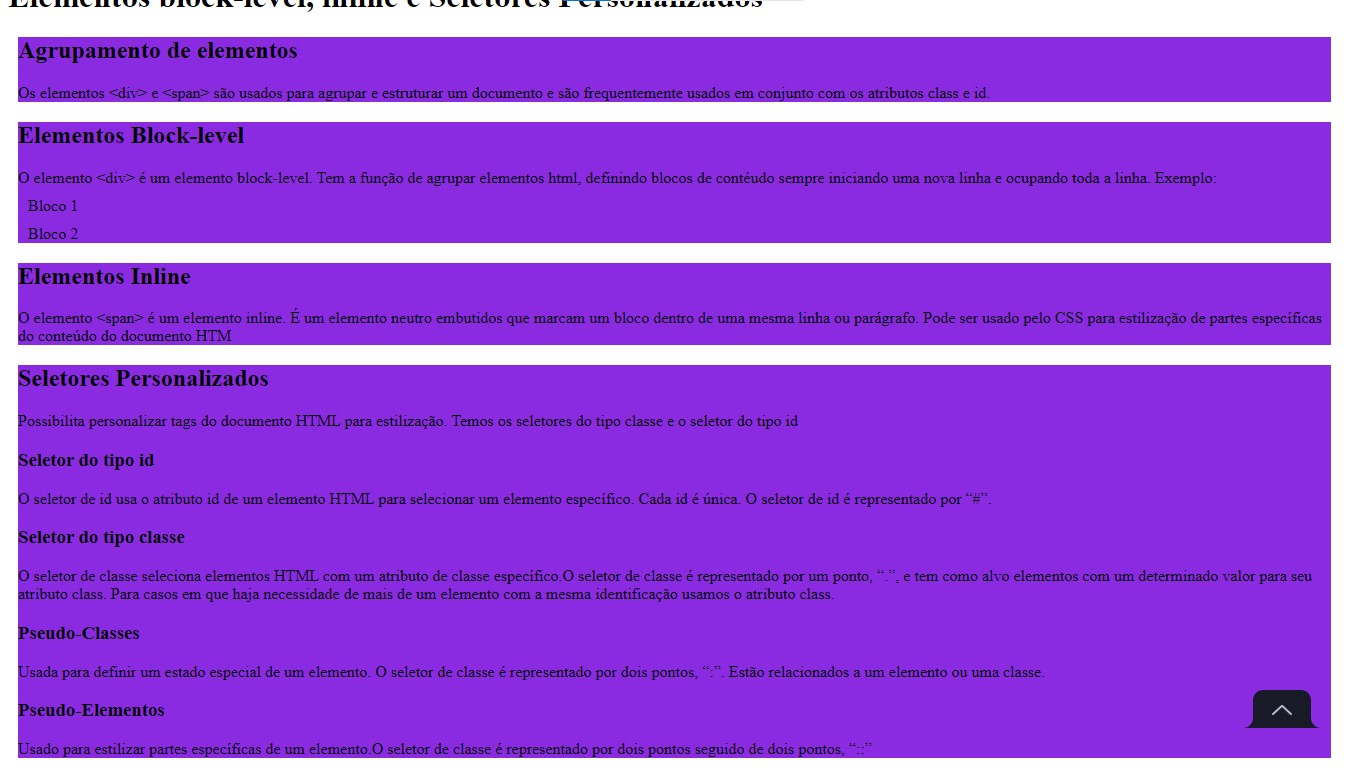 Elementos block-level, inline e Seletores Personalizados
Agrupamento de elementos
Os elementos <div> e <span> são usados para agrupar e estruturar um documento e são frequentemente usados em conjunto com os atributos class e id.
Elementos Block-level
O elemento <div> é um elemento block-level. Tem a função de agrupar elementos html, definindo blocos de contéudo sempre iniciando uma nova linha e ocupando toda a linha. Exemplo:
Bloco 1
Bloco 2
Elementos Inline
O elemento <span> é um elemento inline. É um elemento neutro embutidos que marcam um bloco dentro de uma mesma linha ou parágrafo. Pode ser usado pelo CSS para estilização de partes específicas
do conteúdo do documento HTM
Seletores Personalizados
Possibilita personalizar tags do documento HTML para estilização. Temos os seletores do tipo classe e o seletor do tipo id
Seletor do tipo id
O seletor de id usa o atributo id de um elemento HTML para selecionar um elemento específico. Cada id é única. O seletor de id é representado por “#”.
Seletor do tipo classe
O seletor de classe seleciona elementos HTML com um atributo de classe específico.O seletor de classe é representado por um ponto, “.”, e tem como alvo elementos com um determinado valor para seu
atributo class. Para casos em que haja necessidade de mais de um elemento com a mesma identificação usamos o atributo class.
Pseudo-Classes
Usada para definir um estado especial de um elemento. O seletor de classe é representado por dois pontos, “:”. Estão relacionados a um elemento ou uma classe.
Pseudo-Elementos
Usado para estilizar partes específicas de um elemento.O seletor de classe é representado por dois pontos seguido de dois pontos, “::”